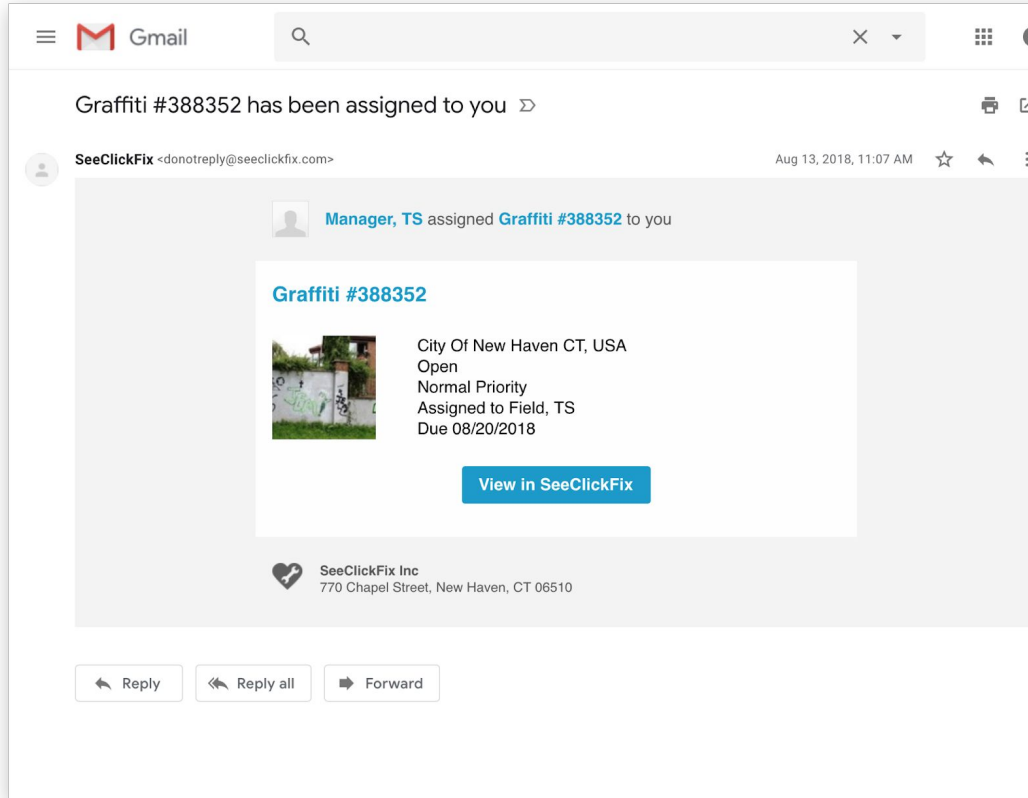 Gmail
Graffiti #388352 has been assigned to you
SeeClickFix <donotreply@seeclickfix.com>
Aug 13, 2018, 11:07 AM
Manager, TS assigned Graffiti #388352 to you
Graffiti #388352
City Of New Haven CT, USA
Open
Normal Priority
Assigned to Field, TS
Due 08/20/2018
View in SeeClickFix
SeeClickFix Inc
770 Chapel Street, New Haven, CT 06510
Reply
Reply all
Forward